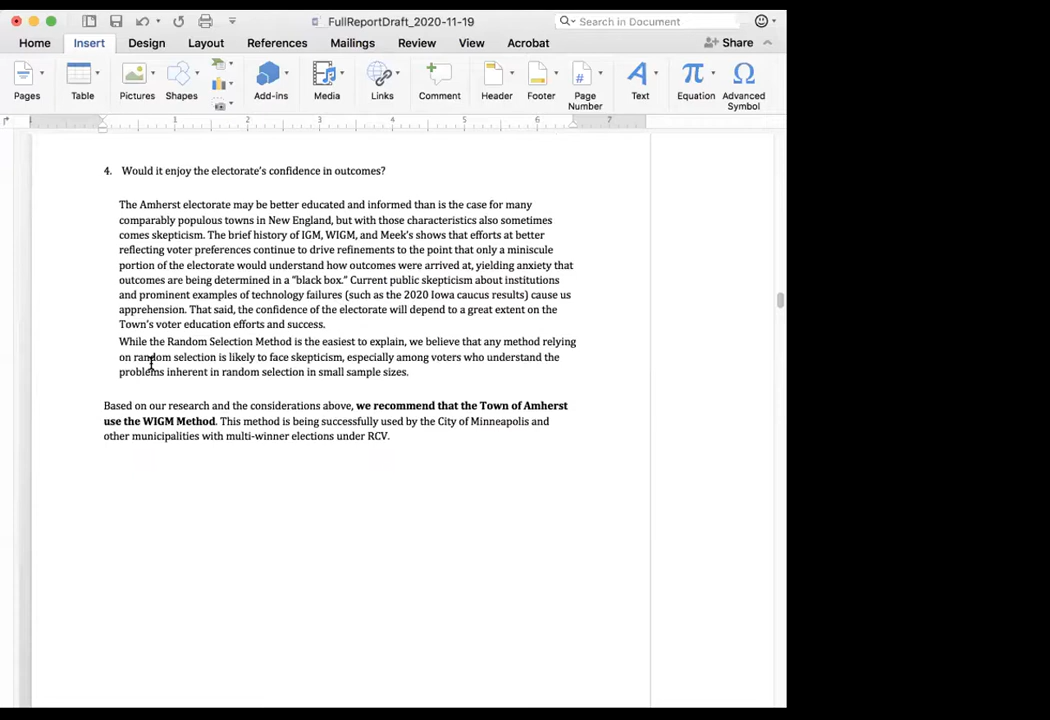 FullReportDraft_2020-11-19
Search in Document
Home Insert Design Layout References Mailings Review View Acrobat Share
Pages Table Pictures Shapes Add-ins Media Links Comment Header Footer Page Number Text Equation Advanced Symbol
1 2 3 4 5 6 7
4. Would it enjoy the electorate's confidence in outcomes?
The Amherst electorate may be better educated and informed than is the case for many
comparably populous towns in New England, but with those characteristics also sometimes
comes skepticism. The brief history of IGM, WIGM, and Meek's shows that efforts at better
reflecting voter preferences continue to drive refinements to the point that only a miniscule
portion of the electorate would understand how outcomes were arrived at, yielding anxiety that
outcomes are being determined in a "black box." Current public skepticism about institutions
and prominent examples of technology failures (such as the 2020 Iowa caucus results) cause us
apprehension. That said, the confidence of the electorate will depend to a great extent on the
Town's voter education efforts and success.
While the Random Selection Method is the easiest to explain, we believe that any method relying
on random selection is likely to face skepticism, especially among voters who understand the
problems inherent in random selection in small sample sizes.
Based on our research and the considerations above, we recommend that the Town of Amherst
use the WIGM Method. This method is being successfully used by the City of Minneapolis and
other municipalities with multi-winner elections under RCV.